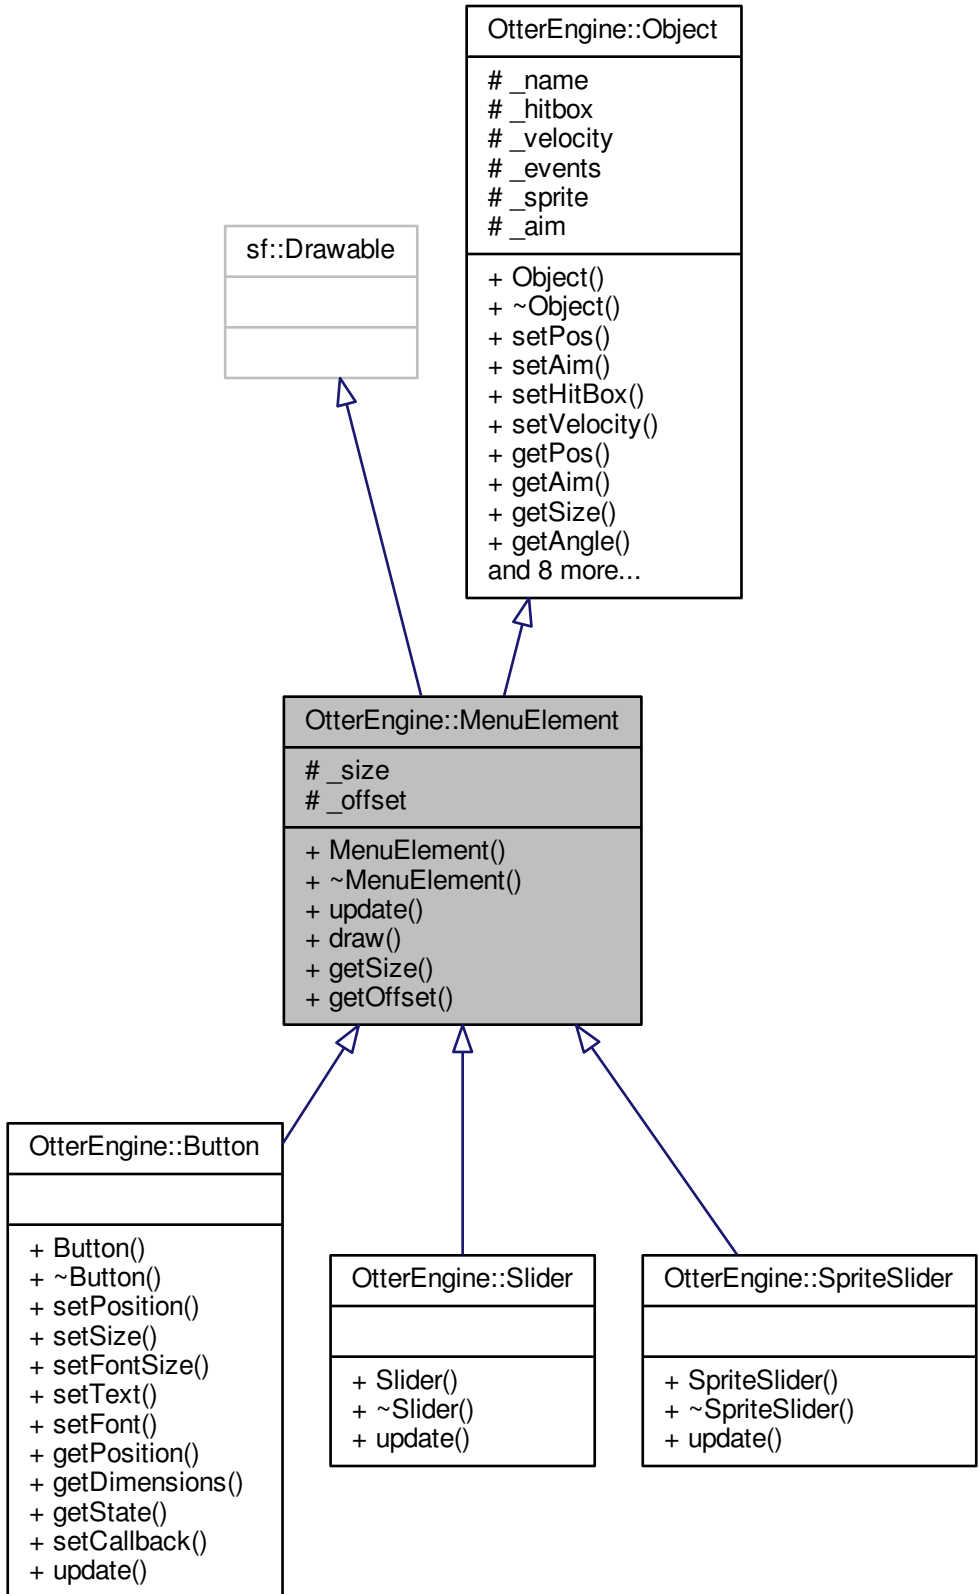 OtterEngine::Object
# _name
# _hitbox
# _velocity
# _events
# _sprite
# _aim
+ Object()
+ ~Object()
+ setPos()
+ setAim()
+ setHitBox()
+ setVelocity()
+ getPos()
+ getAim()
+ getSize()
+ getAngle()
and 8 more...
sf::Drawable
OtterEngine::MenuElement
# _size
# _offset
+ MenuElement()
+ ~MenuElement()
+ update()
+ draw()
+ getSize()
+ getOffset()
OtterEngine::Button
+ Button()
+ ~Button()
+ setPosition()
+ setSize()
+ setFontSize()
+ setText()
+ setFont()
+ getPosition()
+ getDimensions()
+ getState()
+ setCallback()
+ update()
OtterEngine::Slider
+ Slider()
+ ~Slider()
+ update()
OtterEngine::SpriteSlider
+ SpriteSlider()
+ ~SpriteSlider()
+ update()